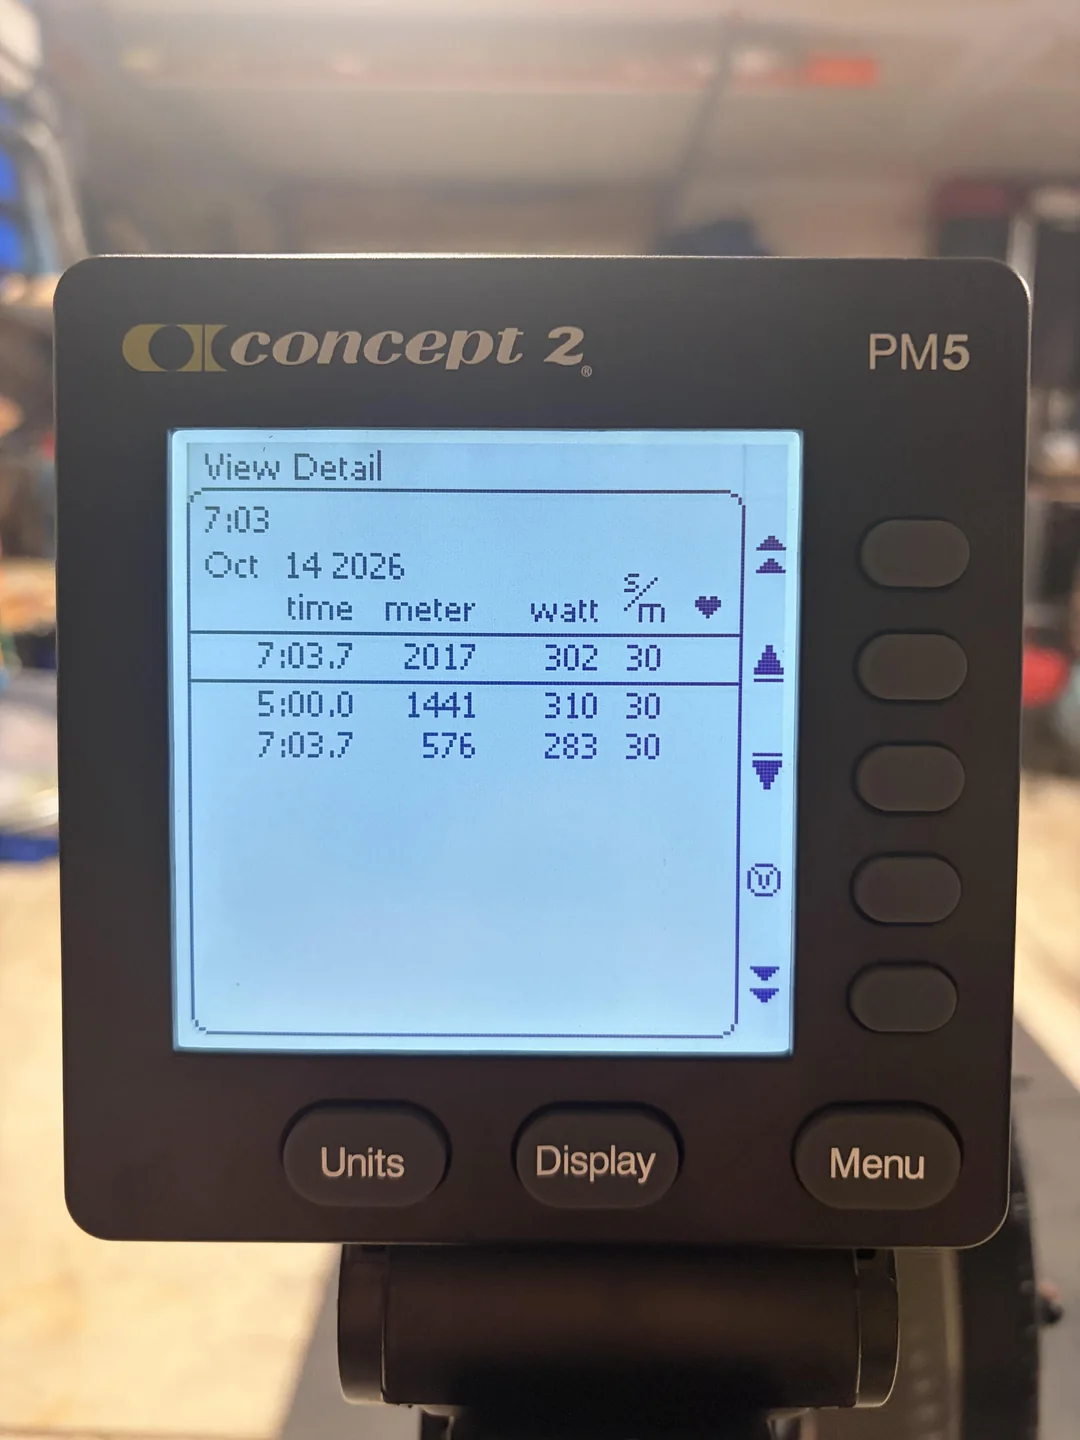 concept 2®
PM5
View Detail
7:03
Oct 14 2026
time meter watt s/m
7:03.7 2017 302 30
5:00.0 1441 310 30
7:03.7 576 283 30
V
Units Display Menu